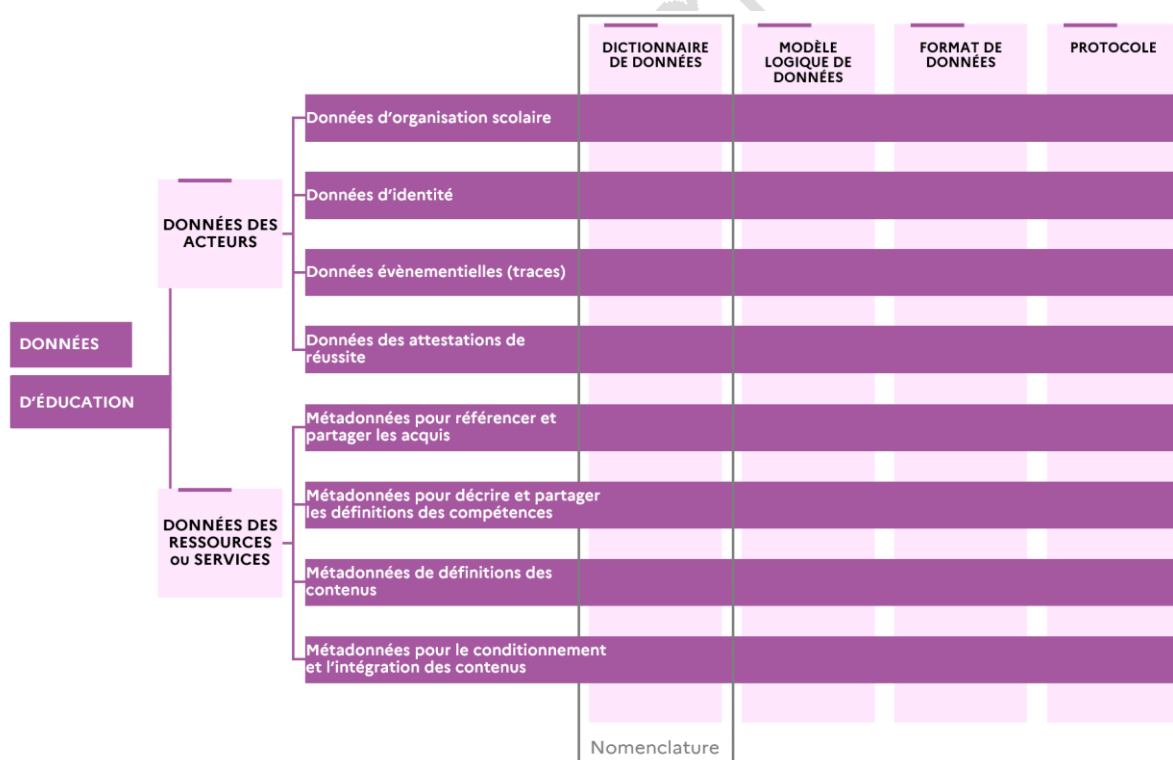 DICTIONNAIRE
DE DONNÉES
MODÈLE
LOGIQUE DE
DONNÉES
FORMAT DE
DONNÉES
PROTOCOLE
Données d'organisation scolaire
Données d'identité
DONNÉES DES
ACTEURS
Données évènementielles (traces)
Données des attestations de
réussite
DONNÉES
D'ÉDUCATION
Métadonnées pour référencer et
partager les acquis
Métadonnées pour décrire et partager
les définitions des compétences
DONNÉES DES
RESSOURCES
ou SERVICES
Métadonnées de définitions des
contenus
Métadonnées pour le conditionnement
et l'intégration des contenus
Nomenclature